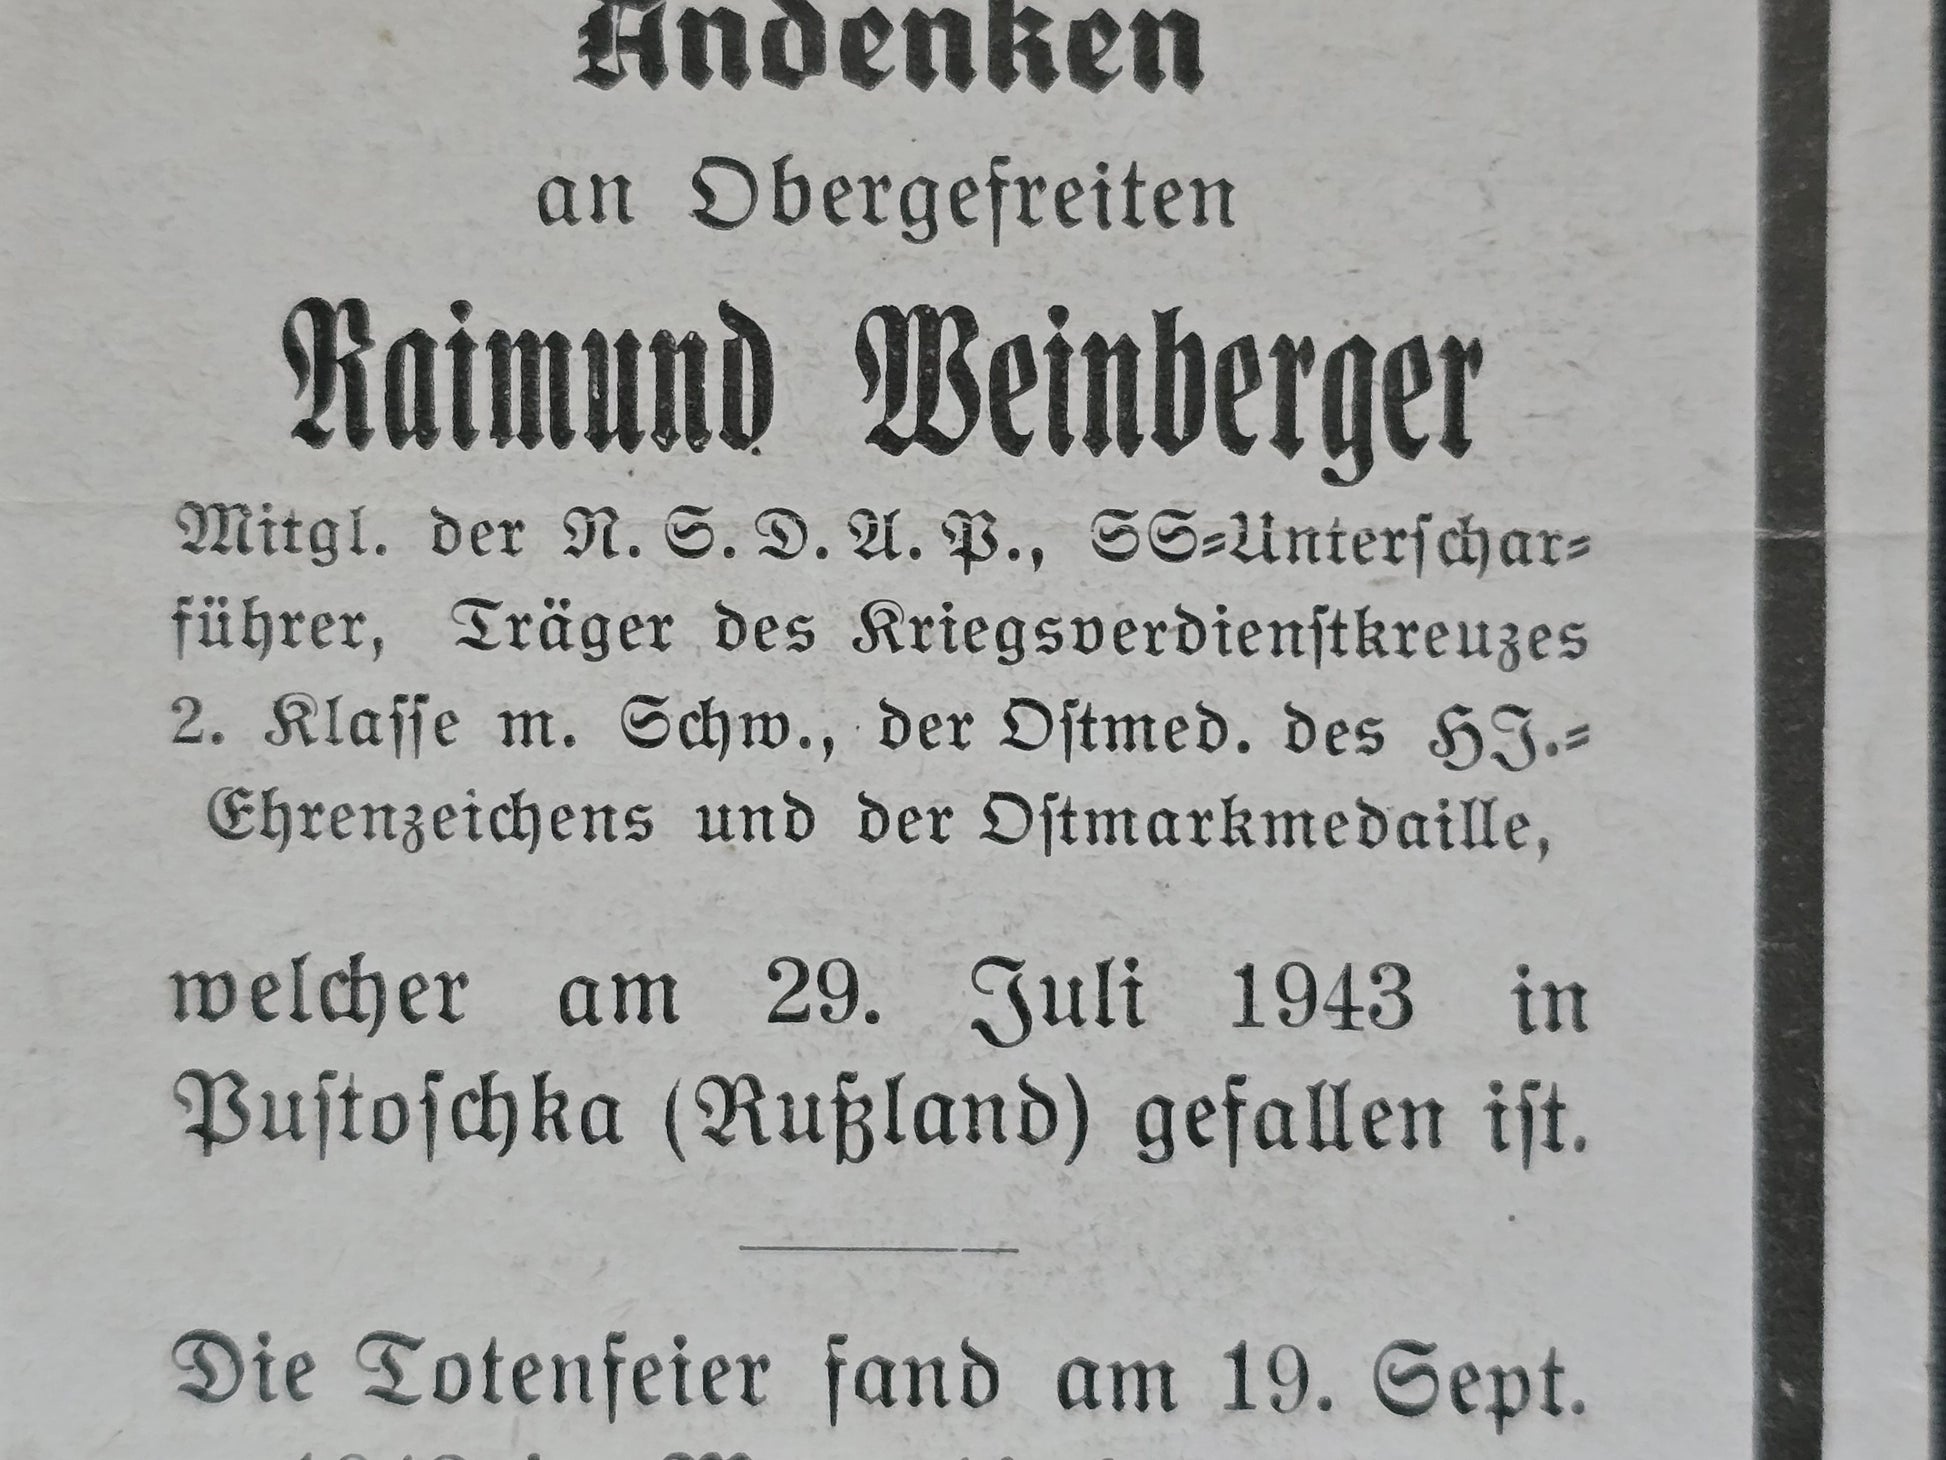 Andenken
an Obergefreiten
Raimund Weinberger
Mitgl. der N. S. D. A. P., SS=Unterſchar=
führer, Träger des Kriegsverdienſtkreuzes
2. Klaſſe m. Schw., der Oſtmed. des HJ.=
Ehrenzeichens und der Oſtmarkmedaille,
welcher am 29. Juli 1943 in
Puſtoſchka (Rußland) gefallen iſt.
Die Totenfeier fand am 19. Sept.